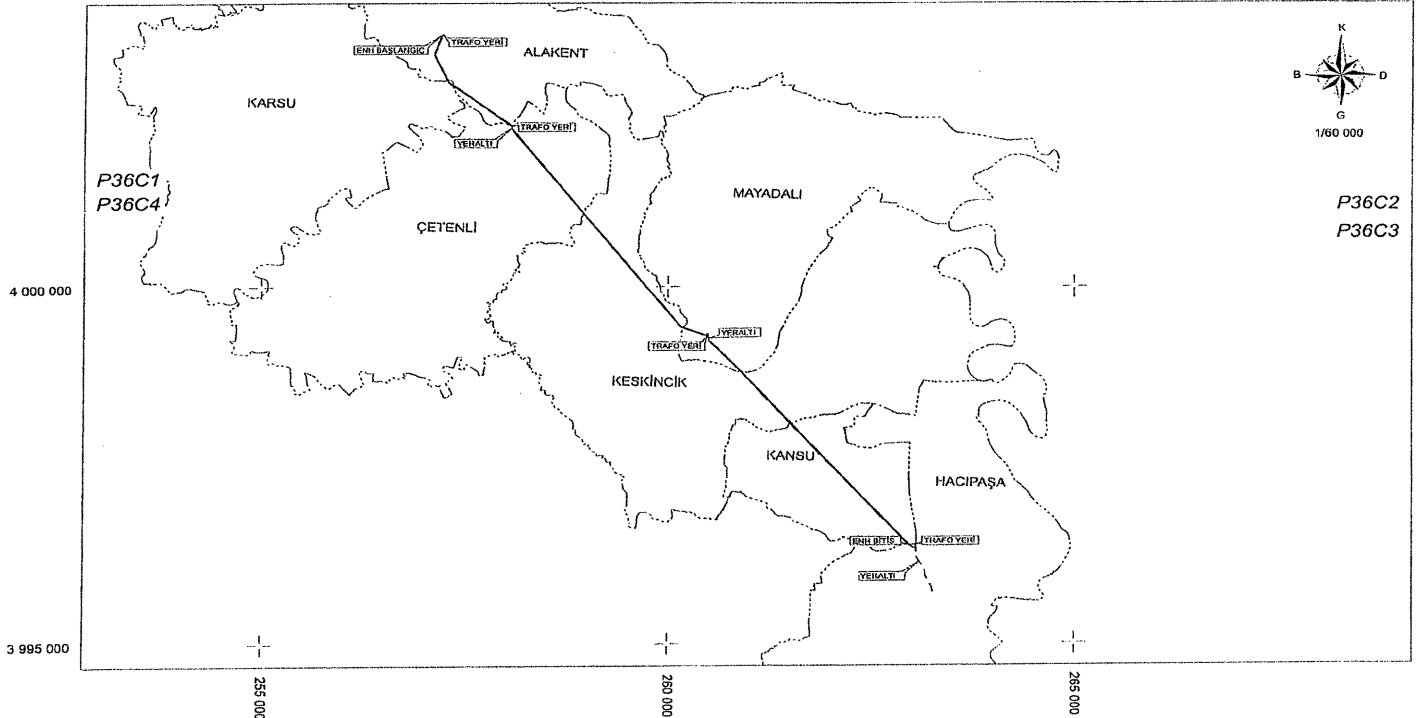 K
B
D
G
1/60 000
ENH BAŞLANGIÇ
TRAFO YERİ
ALAKENT
KARSU
TRAFO YERİ
YERALTI
P36C1
P36C4
MAYADALI
P36C2
P36C3
ÇETENLİ
4 000 000
YERALTI
TRAFO YERİ
KESKİNCİK
KANSU
HACIPAŞA
ENH BİTİŞ
TRAFO YERİ
YERALTI
3 995 000
255 000
260 000
265 000